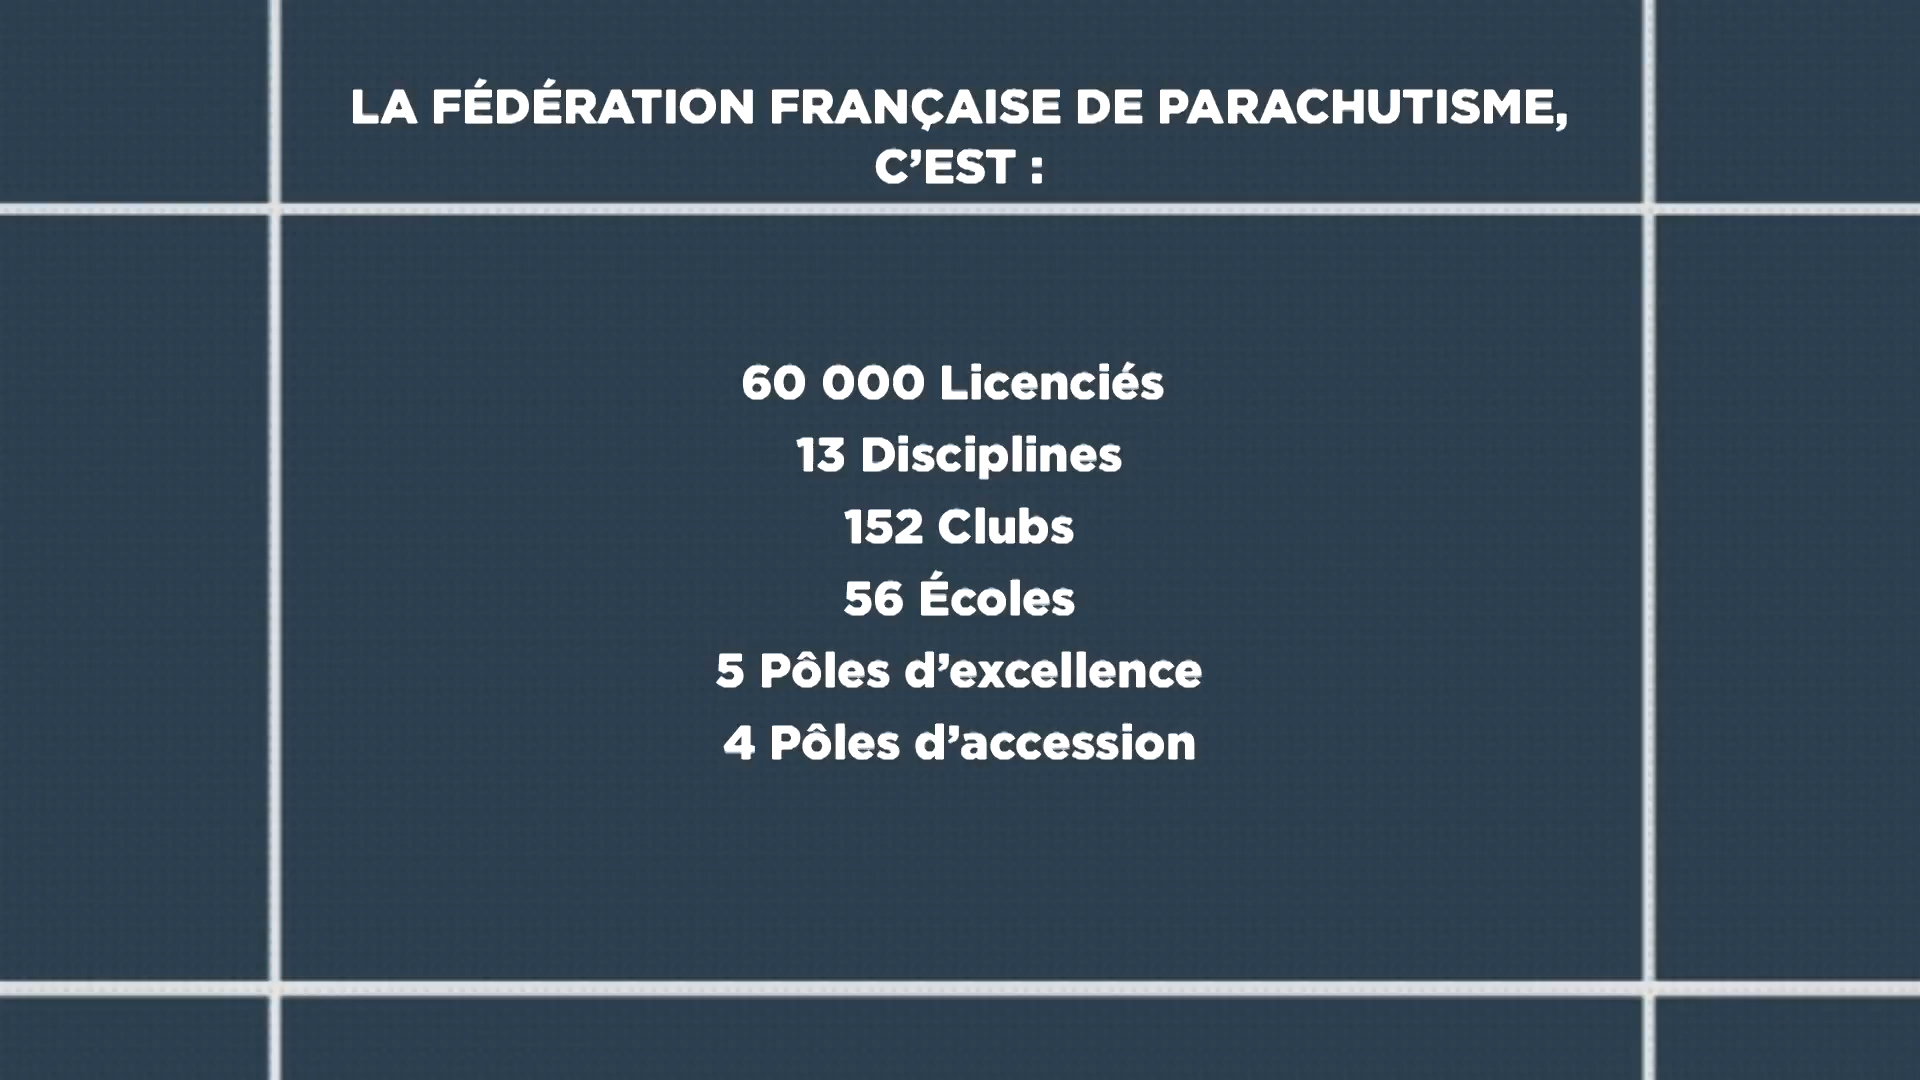 LA FÉDÉRATION FRANÇAISE DE PARACHUTISME,
C’EST :
60 000 Licenciés
13 Disciplines
152 Clubs
56 Écoles
5 Pôles d’excellence
4 Pôles d’accession